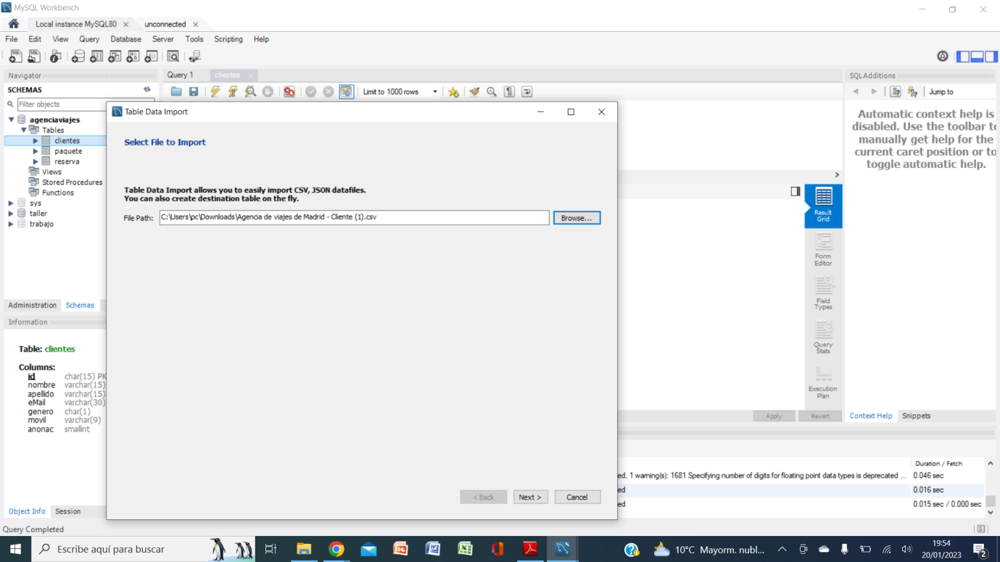 MySQL Workbench
Local instance MySQL80
unconnected
File Edit View Query Database Server Tools Scripting Help
Navigator
SCHEMAS
Filter objects
agenciaviajes
Tables
clientes
paquete
reserva
Views
Stored Procedures
Functions
sys
taller
trabajo
Administration Schemas
Information
Table: clientes
Columns:
id char(15) PK
nombre varchar(15)
apellido varchar(15)
eMail varchar(30)
genero char(1)
movil varchar(9)
anonac smallint
Object Info Session
Query Completed
Query 1 clientes
Limit to 1000 rows
Table Data Import
Select File to Import
Table Data Import allows you to easily import CSV, JSON datafiles.
You can also create destination table on the fly.
File Path: C:\Users\pc\Downloads\Agencia de viajes de Madrid - Cliente (1).csv Browse...
< Back Next > Cancel
Result
Grid
Form
Editor
Field
Types
Query
Stats
Execution
Plan
Apply Revert
SQLAdditions
Jump to
Automatic context help is
disabled. Use the toolbar to
manually get help for the
current caret position or to
toggle automatic help.
Context Help Snippets
Duration / Fetch
ed, 1 warning(s): 1681 Specifying number of digits for floating point data types is deprecated ... 0.046 sec
ed 0.016 sec
ed 0.015 sec / 0.000 sec
Escribe aquí para buscar
10°C Mayorm. nubl...
19:54
20/01/2023
2